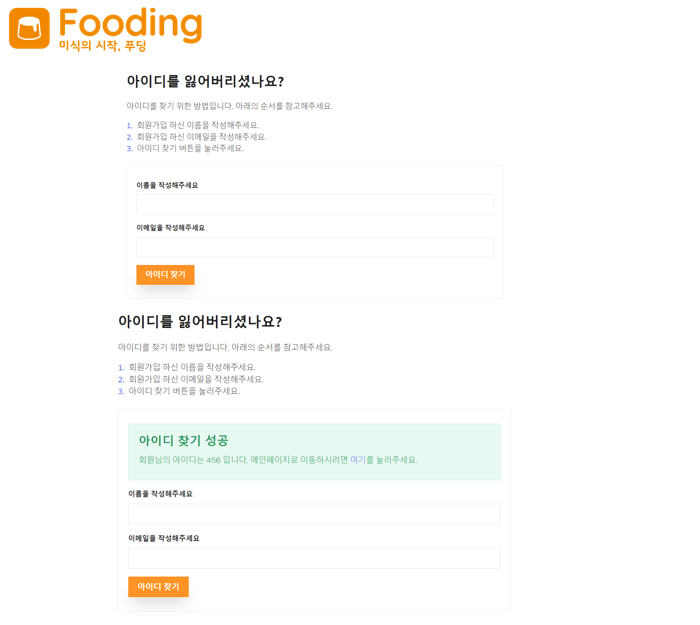 Fooding
미식의 시작, 푸딩
아이디를 잃어버리셨나요?
아이디를 찾기 위한 방법입니다. 아래의 순서를 참고해주세요.
1. 회원가입 하신 이름을 작성해주세요.
2. 회원가입 하신 이메일을 작성해주세요.
3. 아이디 찾기 버튼을 눌러주세요.
이름을 작성해주세요
이메일을 작성해주세요
아이디 찾기
아이디를 잃어버리셨나요?
아이디를 찾기 위한 방법입니다. 아래의 순서를 참고해주세요.
1. 회원가입 하신 이름을 작성해주세요.
2. 회원가입 하신 이메일을 작성해주세요.
3. 아이디 찾기 버튼을 눌러주세요.
아이디 찾기 성공
회원님의 아이디는 456 입니다. 메인페이지로 이동하시려면 여기를 눌러주세요.
이름을 작성해주세요
이메일을 작성해주세요
아이디 찾기